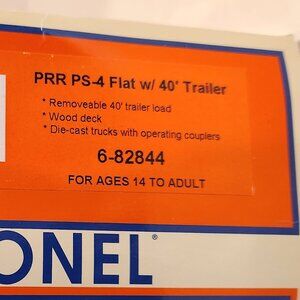 PRR PS-4 Flat w/ 40' Trailer
* Removeable 40' trailer load
* Wood deck
* Die-cast trucks with operating couplers
6-82844
FOR AGES 14 TO ADULT
ONEL®